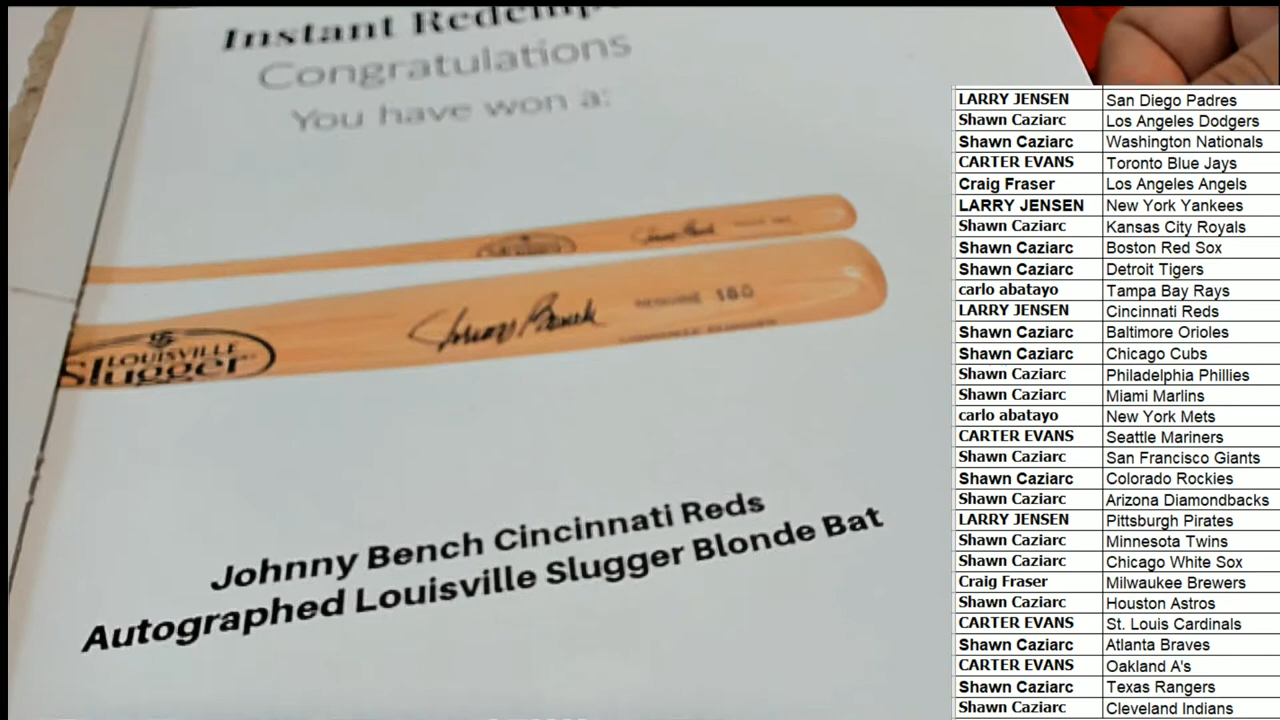 Instant
Congratulations
You have won a:
LOUISVILLE
Slugger
Johnny Bench
GENUINE 180
Johnny Bench Cincinnati Reds
Autographed Louisville Slugger Blonde Bat
LARRY JENSEN San Diego Padres
Shawn Caziarc Los Angeles Dodgers
Shawn Caziarc Washington Nationals
CARTER EVANS Toronto Blue Jays
Craig Fraser Los Angeles Angels
LARRY JENSEN New York Yankees
Shawn Caziarc Kansas City Royals
Shawn Caziarc Boston Red Sox
Shawn Caziarc Detroit Tigers
carlo abatayo Tampa Bay Rays
LARRY JENSEN Cincinnati Reds
Shawn Caziarc Baltimore Orioles
Shawn Caziarc Chicago Cubs
Shawn Caziarc Philadelphia Phillies
Shawn Caziarc Miami Marlins
carlo abatayo New York Mets
CARTER EVANS Seattle Mariners
Shawn Caziarc San Francisco Giants
Shawn Caziarc Colorado Rockies
Shawn Caziarc Arizona Diamondbacks
LARRY JENSEN Pittsburgh Pirates
Shawn Caziarc Minnesota Twins
Shawn Caziarc Chicago White Sox
Craig Fraser Milwaukee Brewers
Shawn Caziarc Houston Astros
CARTER EVANS St. Louis Cardinals
Shawn Caziarc Atlanta Braves
CARTER EVANS Oakland A's
Shawn Caziarc Texas Rangers
Shawn Caziarc Cleveland Indians